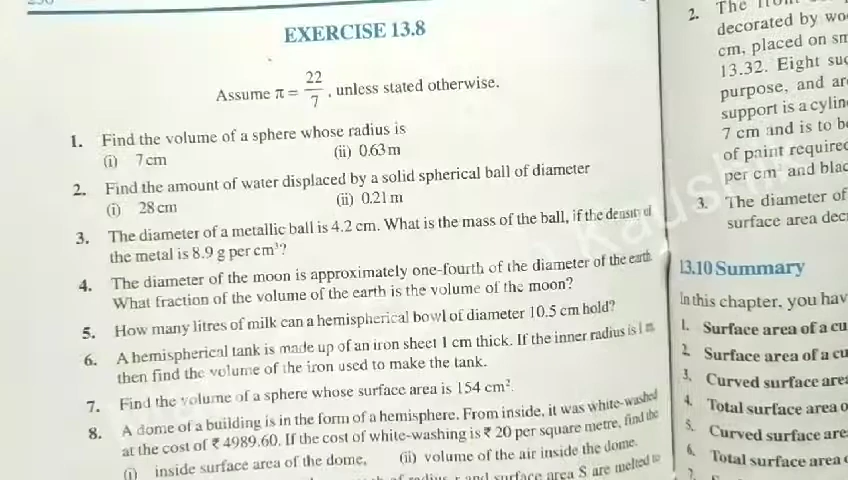 EXERCISE 13.8
Assume π = 22/7, unless stated otherwise.
1. Find the volume of a sphere whose radius is
(i) 7 cm (ii) 0.63 m
2. Find the amount of water displaced by a solid spherical ball of diameter
(i) 28 cm (ii) 0.21 m
3. The diameter of a metallic ball is 4.2 cm. What is the mass of the ball, if the density of
the metal is 8.9 g per cm³?
4. The diameter of the moon is approximately one-fourth of the diameter of the earth.
What fraction of the volume of the earth is the volume of the moon?
5. How many litres of milk can a hemispherical bowl of diameter 10.5 cm hold?
6. A hemispherical tank is made up of an iron sheet 1 cm thick. If the inner radius is 1 m,
then find the volume of the iron used to make the tank.
7. Find the volume of a sphere whose surface area is 154 cm².
8. A dome of a building is in the form of a hemisphere. From inside, it was white-washed
at the cost of ₹ 4989.60. If the cost of white-washing is ₹ 20 per square metre, find the
(i) inside surface area of the dome, (ii) volume of the air inside the dome.
of radius r and surface area S are melted to
2. The
decorated by
cm, placed on
13.32. Eight
purpose, and
support is a
7 cm and is to
of paint
per cm² and
3. The diameter of
surface area
13.10 Summary
In this chapter, you
1. Surface area of a
2. Surface area of a
3. Curved surface
4. Total surface area
5. Curved surface
6. Total surface area
7.
Kaushik